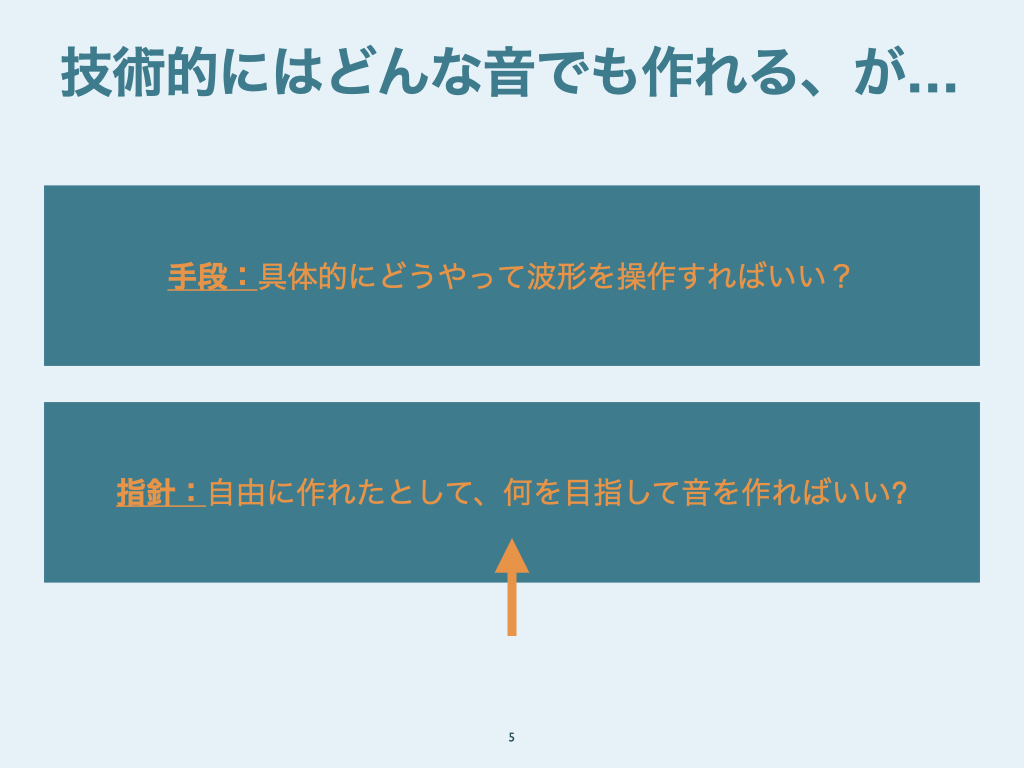 技術的にはどんな音でも作れる、が…
手段：具体的にどうやって波形を操作すればいい？
指針：自由に作れたとして、何を目指して音を作ればいい?
5